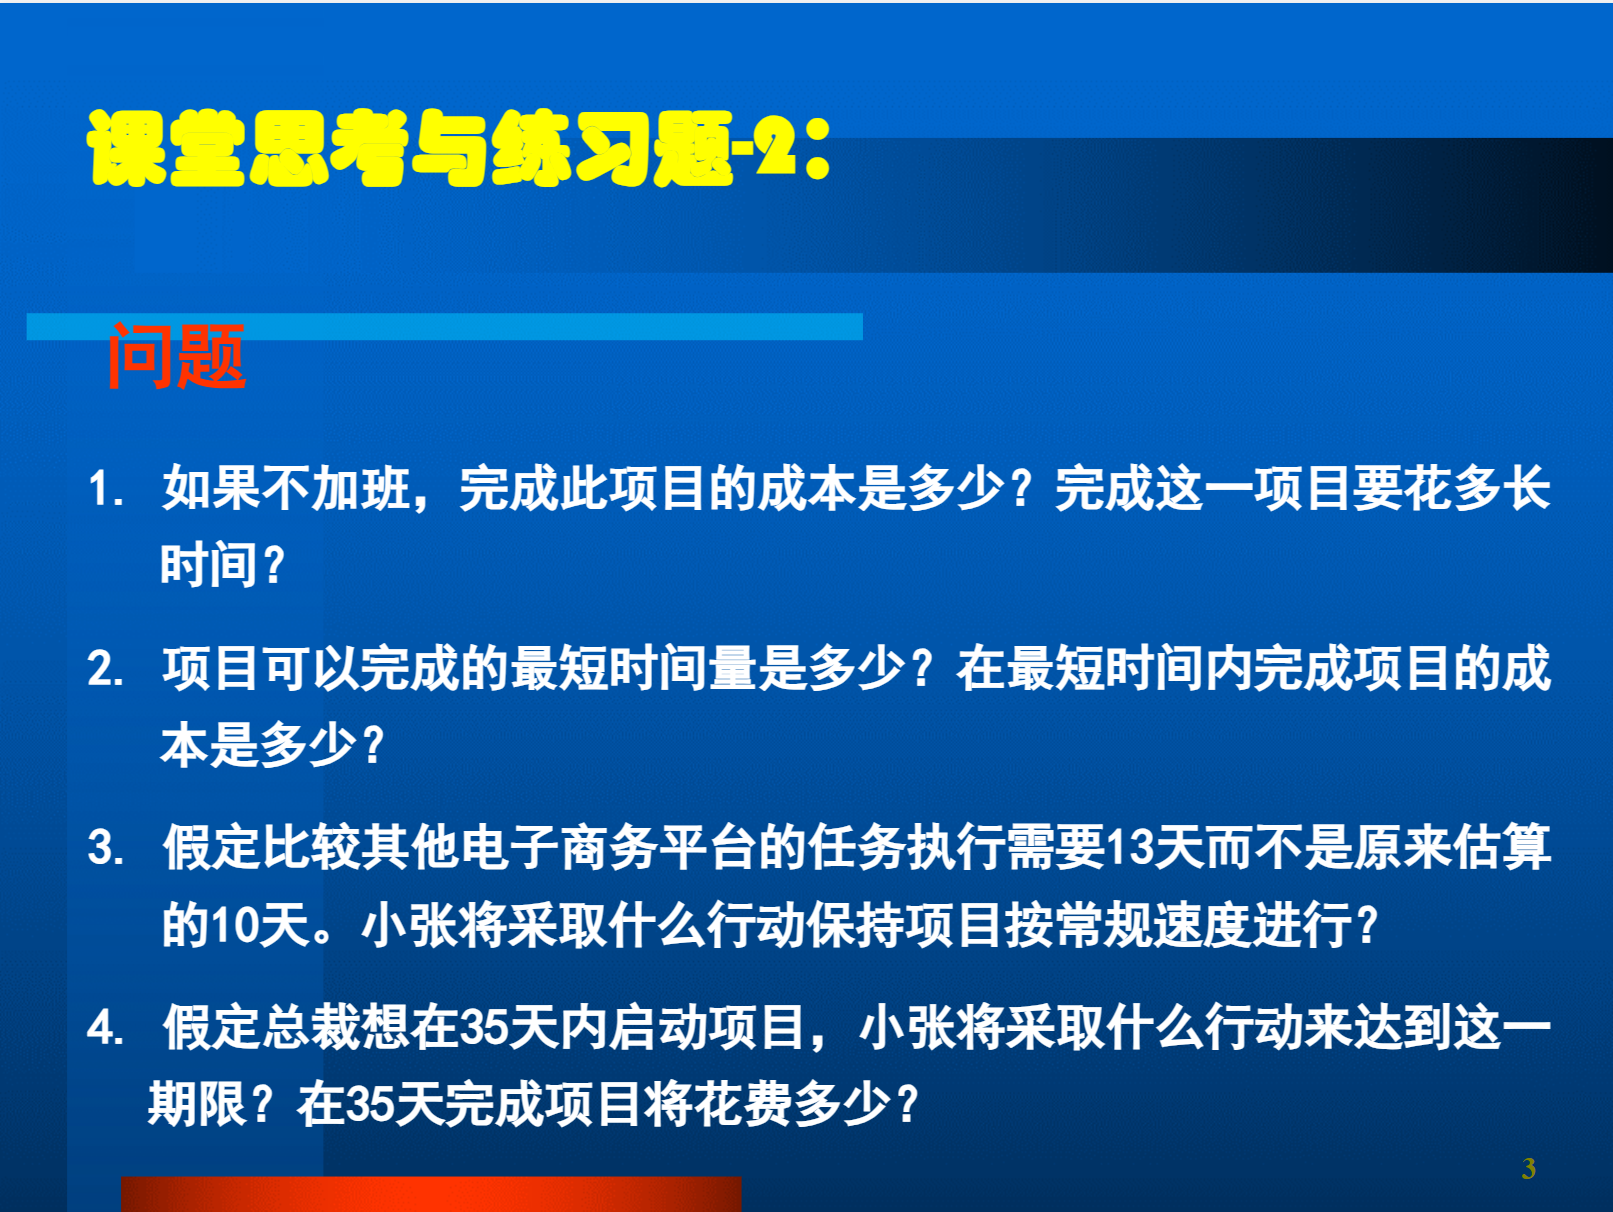 课堂思考与练习题-2:
问题
1. 如果不加班，完成此项目的成本是多少？完成这一项目要花多长
时间？
2. 项目可以完成的最短时间量是多少？在最短时间内完成项目的成
本是多少？
3. 假定比较其他电子商务平台的任务执行需要13天而不是原来估算
的10天。小张将采取什么行动保持项目按常规速度进行？
4. 假定总裁想在35天内启动项目，小张将采取什么行动来达到这一
期限？在35天完成项目将花费多少？
3